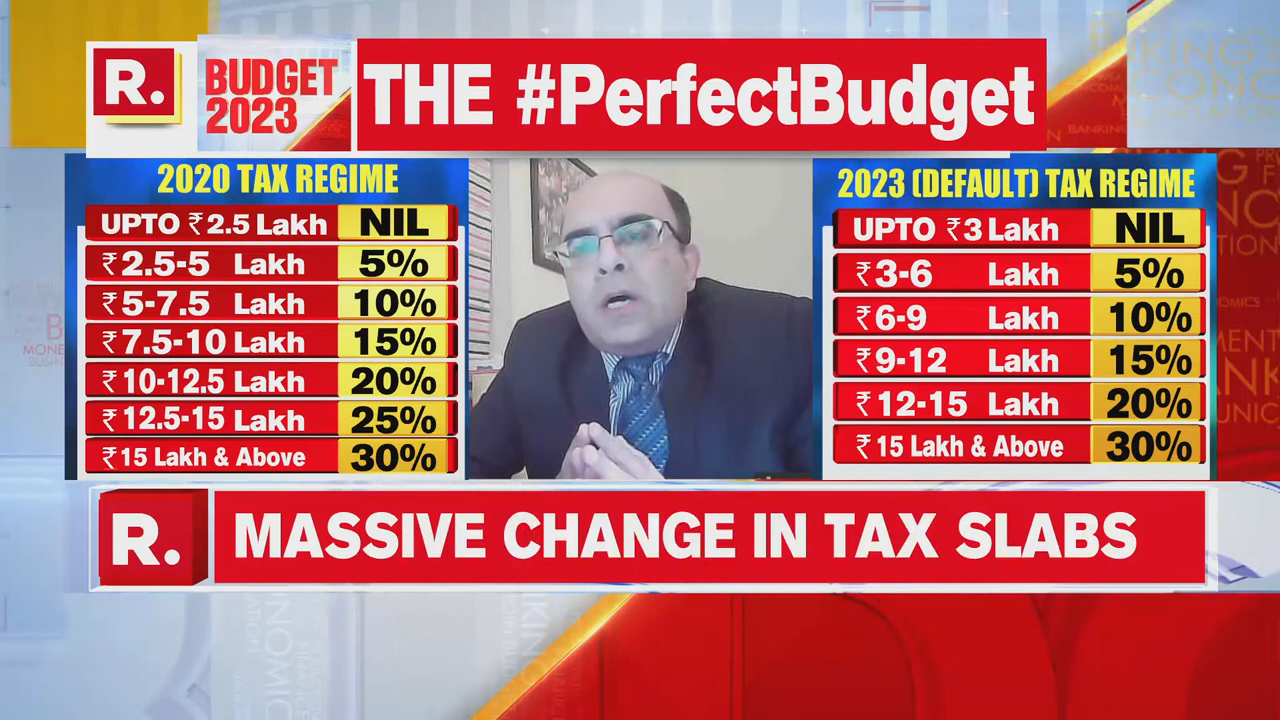 R.
BUDGET
2023
THE #PerfectBudget
2020 TAX REGIME
UPTO ₹2.5 Lakh NIL
₹2.5-5 Lakh 5%
₹5-7.5 Lakh 10%
₹7.5-10 Lakh 15%
₹10-12.5 Lakh 20%
₹12.5-15 Lakh 25%
₹15 Lakh & Above 30%
2023 (DEFAULT) TAX REGIME
UPTO ₹3 Lakh NIL
₹3-6 Lakh 5%
₹6-9 Lakh 10%
₹9-12 Lakh 15%
₹12-15 Lakh 20%
₹15 Lakh & Above 30%
R.
MASSIVE CHANGE IN TAX SLABS